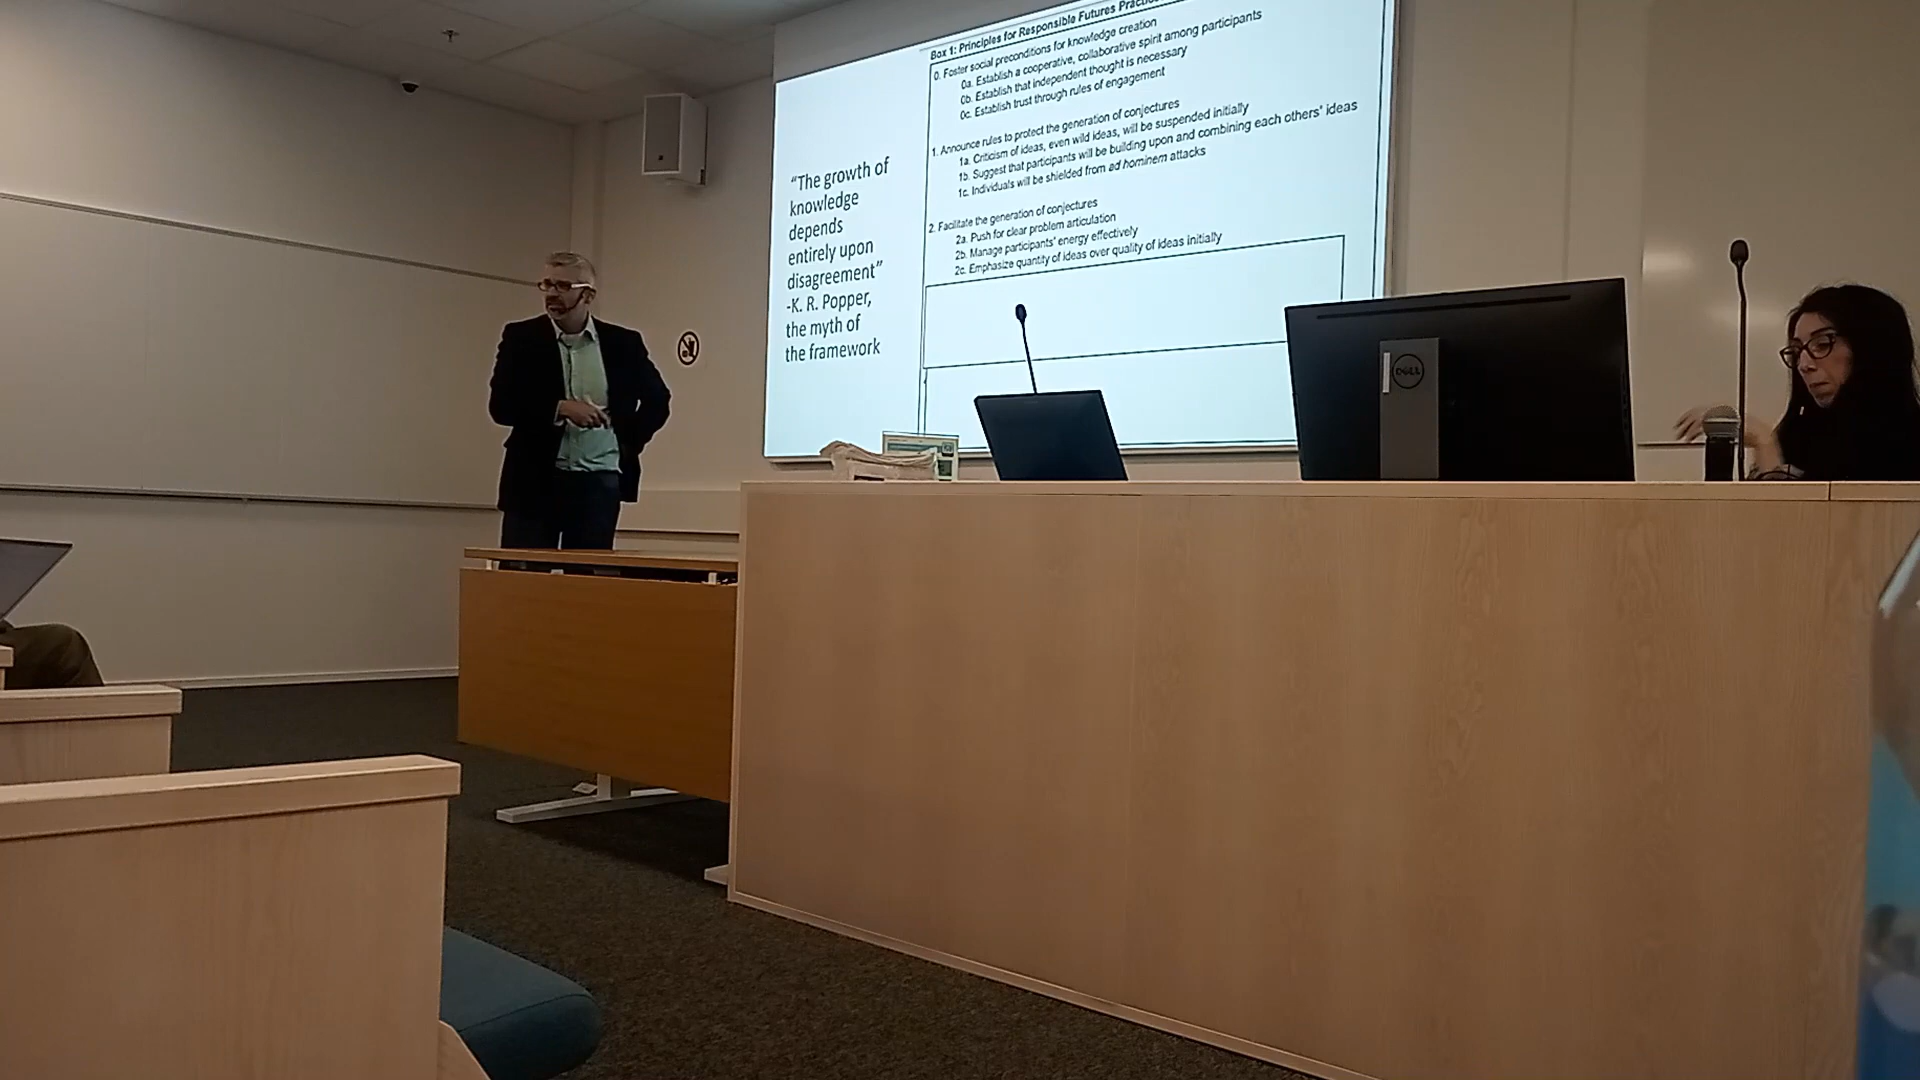 "The growth of
knowledge
depends
entirely upon
disagreement"
-K. R. Popper,
the myth of
the framework
Box 1: Principles for Responsible Futures
0. Foster social preconditions for knowledge creation
0a. Establish a cooperative, collaborative spirit among participants
0b. Establish that independent thought is necessary
0c. Establish trust through rules of engagement
1. Announce rules to protect the generation of conjectures
1a. Criticism of ideas, even wild ideas, will be suspended initially
1b. Suggest that participants will be building upon and combining each others' ideas
1c. Individuals will be shielded from ad hominem attacks
2. Facilitate the generation of conjectures
2a. Push for clear problem articulation
2b. Manage participants' energy effectively
2c. Emphasize quantity of ideas over quality of ideas initially
DELL